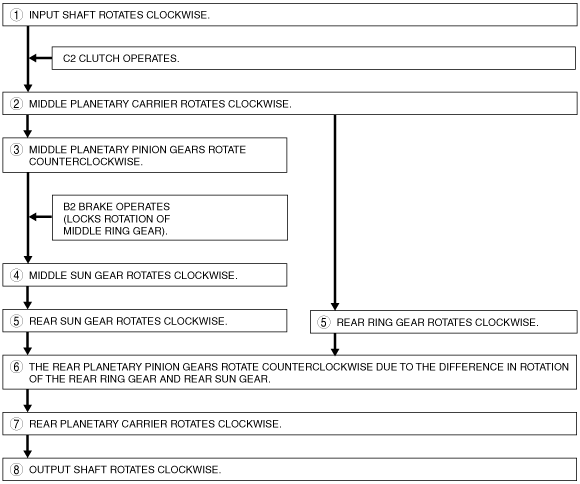 ① INPUT SHAFT ROTATES CLOCKWISE.
C2 CLUTCH OPERATES.
② MIDDLE PLANETARY CARRIER ROTATES CLOCKWISE.
③ MIDDLE PLANETARY PINION GEARS ROTATE
COUNTERCLOCKWISE.
B2 BRAKE OPERATES
(LOCKS ROTATION OF
MIDDLE RING GEAR).
④ MIDDLE SUN GEAR ROTATES CLOCKWISE.
⑤ REAR SUN GEAR ROTATES CLOCKWISE.
⑤ REAR RING GEAR ROTATES CLOCKWISE.
⑥ THE REAR PLANETARY PINION GEARS ROTATE COUNTERCLOCKWISE DUE TO THE DIFFERENCE IN ROTATION
OF THE REAR RING GEAR AND REAR SUN GEAR.
⑦ REAR PLANETARY CARRIER ROTATES CLOCKWISE.
⑧ OUTPUT SHAFT ROTATES CLOCKWISE.